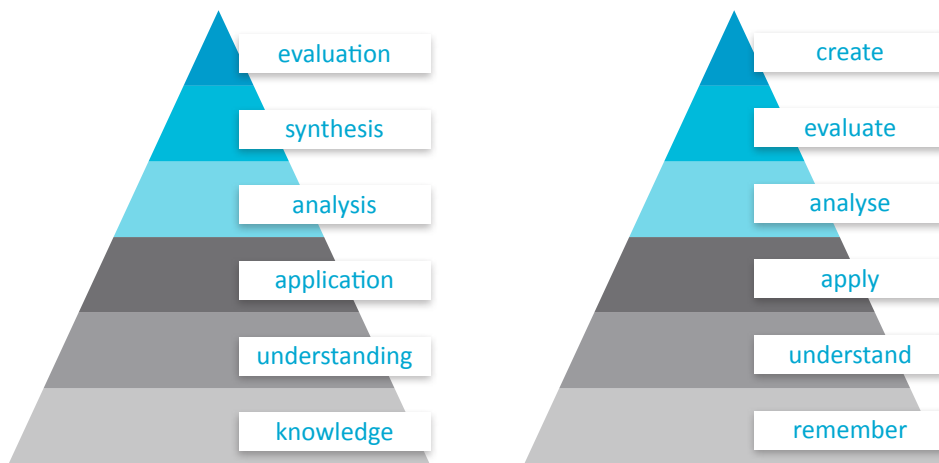 evaluation
synthesis
analysis
application
understanding
knowledge
create
evaluate
analyse
apply
understand
remember